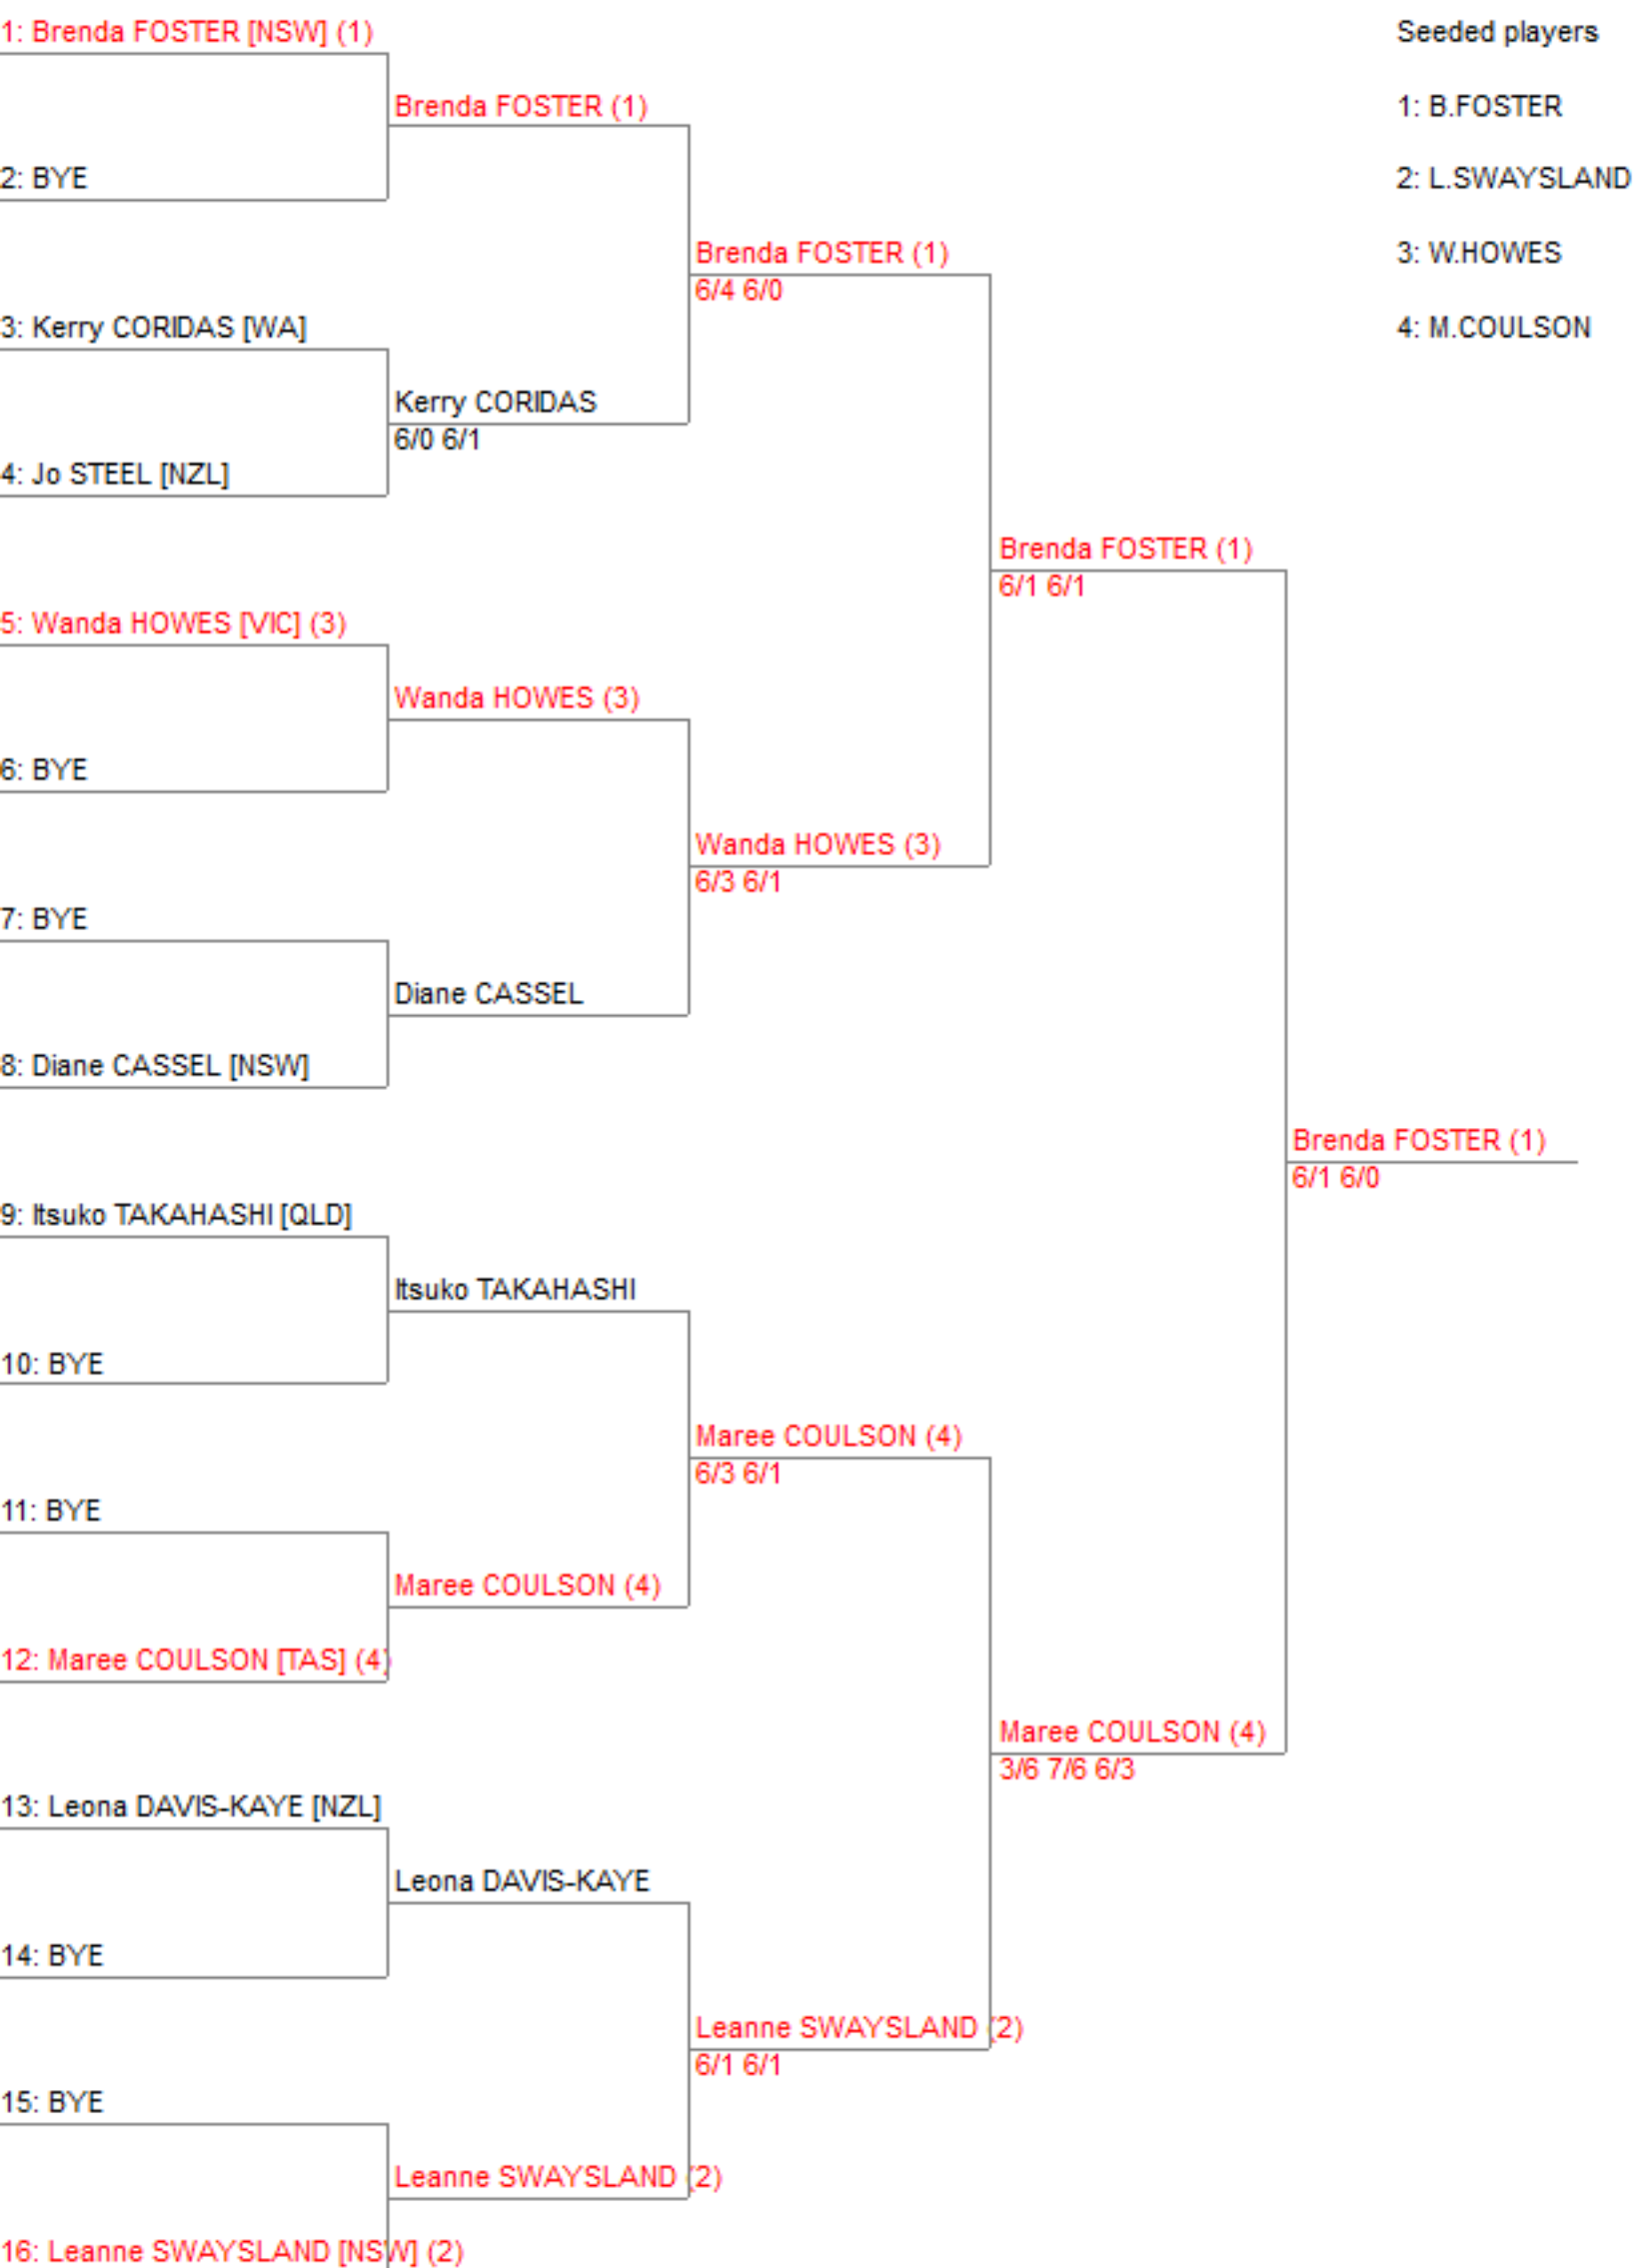 1: Brenda FOSTER [NSW] (1)
Seeded players
Brenda FOSTER (1)
1: B.FOSTER
2: BYE
2: L.SWAYSLAND
Brenda FOSTER (1)
6/4 6/0
3: W.HOWES
3: Kerry CORIDAS [WA]
4: M.COULSON
Kerry CORIDAS
6/0 6/1
4: Jo STEEL [NZL]
Brenda FOSTER (1)
6/1 6/1
5: Wanda HOWES [VIC] (3)
Wanda HOWES (3)
6: BYE
Wanda HOWES (3)
6/3 6/1
7: BYE
Diane CASSEL
8: Diane CASSEL [NSW]
Brenda FOSTER (1)
6/1 6/0
9: Itsuko TAKAHASHI [QLD]
Itsuko TAKAHASHI
10: BYE
Maree COULSON (4)
6/3 6/1
11: BYE
Maree COULSON (4)
12: Maree COULSON [TAS] (4)
Maree COULSON (4)
3/6 7/6 6/3
13: Leona DAVIS-KAYE [NZL]
Leona DAVIS-KAYE
14: BYE
Leanne SWAYSLAND (2)
6/1 6/1
15: BYE
Leanne SWAYSLAND (2)
16: Leanne SWAYSLAND [NSW] (2)